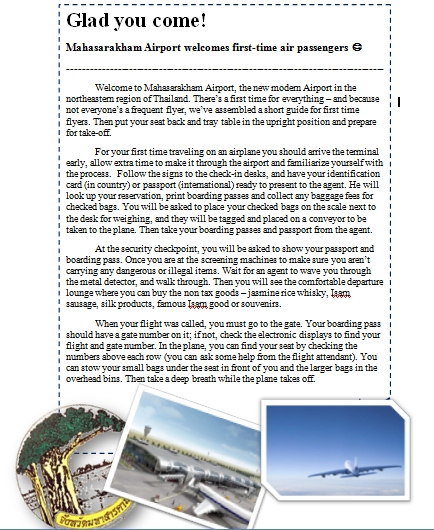 Glad you come!
Mahasarakham Airport welcomes first-time air passengers
Welcome to Mahasarakham Airport, the new modern Airport in the
northeastern region of Thailand. There's a first time for everything – and because
not everyone's a frequent flyer, we've assembled a short guide for first time
flyers. Then put your seat back and tray table in the upright position and prepare
for take-off.
For your first time traveling on an airplane you should arrive the terminal
early, allow extra time to make it through the airport and familiarize yourself with
the process. Follow the signs to the check-in desks, and have your identification
card (in country) or passport (international) ready to present to the agent. He will
look up your reservation, print boarding passes and collect any baggage fees for
checked bags. You will be asked to place your checked bags on the scale next to
the desk for weighing, and they will be tagged and placed on a conveyor to be
taken to the plane. Then take your boarding passes and passport from the agent.
At the security checkpoint, you will be asked to show your passport and
boarding pass. Once you are at the screening machines to make sure you aren't
carrying any dangerous or illegal items. Wait for an agent to wave you through
the metal detector, and walk through. Then you will see the comfortable departure
lounge where you can buy the non tax goods – jasmine rice whisky, Isarn
sausage, silk products, famous Isarn good or souvenirs.
When your flight was called, you must go to the gate. Your boarding pass
should have a gate number on it; if not, check the electronic displays to find your
flight and gate number. In the plane, you can find your seat by checking the
numbers above each row (you can ask some help from the flight attendant). You
can stow your small bags under the seat in front of you and the larger bags in the
overhead bins. Then take a deep breath while the plane takes off.
จังหวัดมหาสารคาม